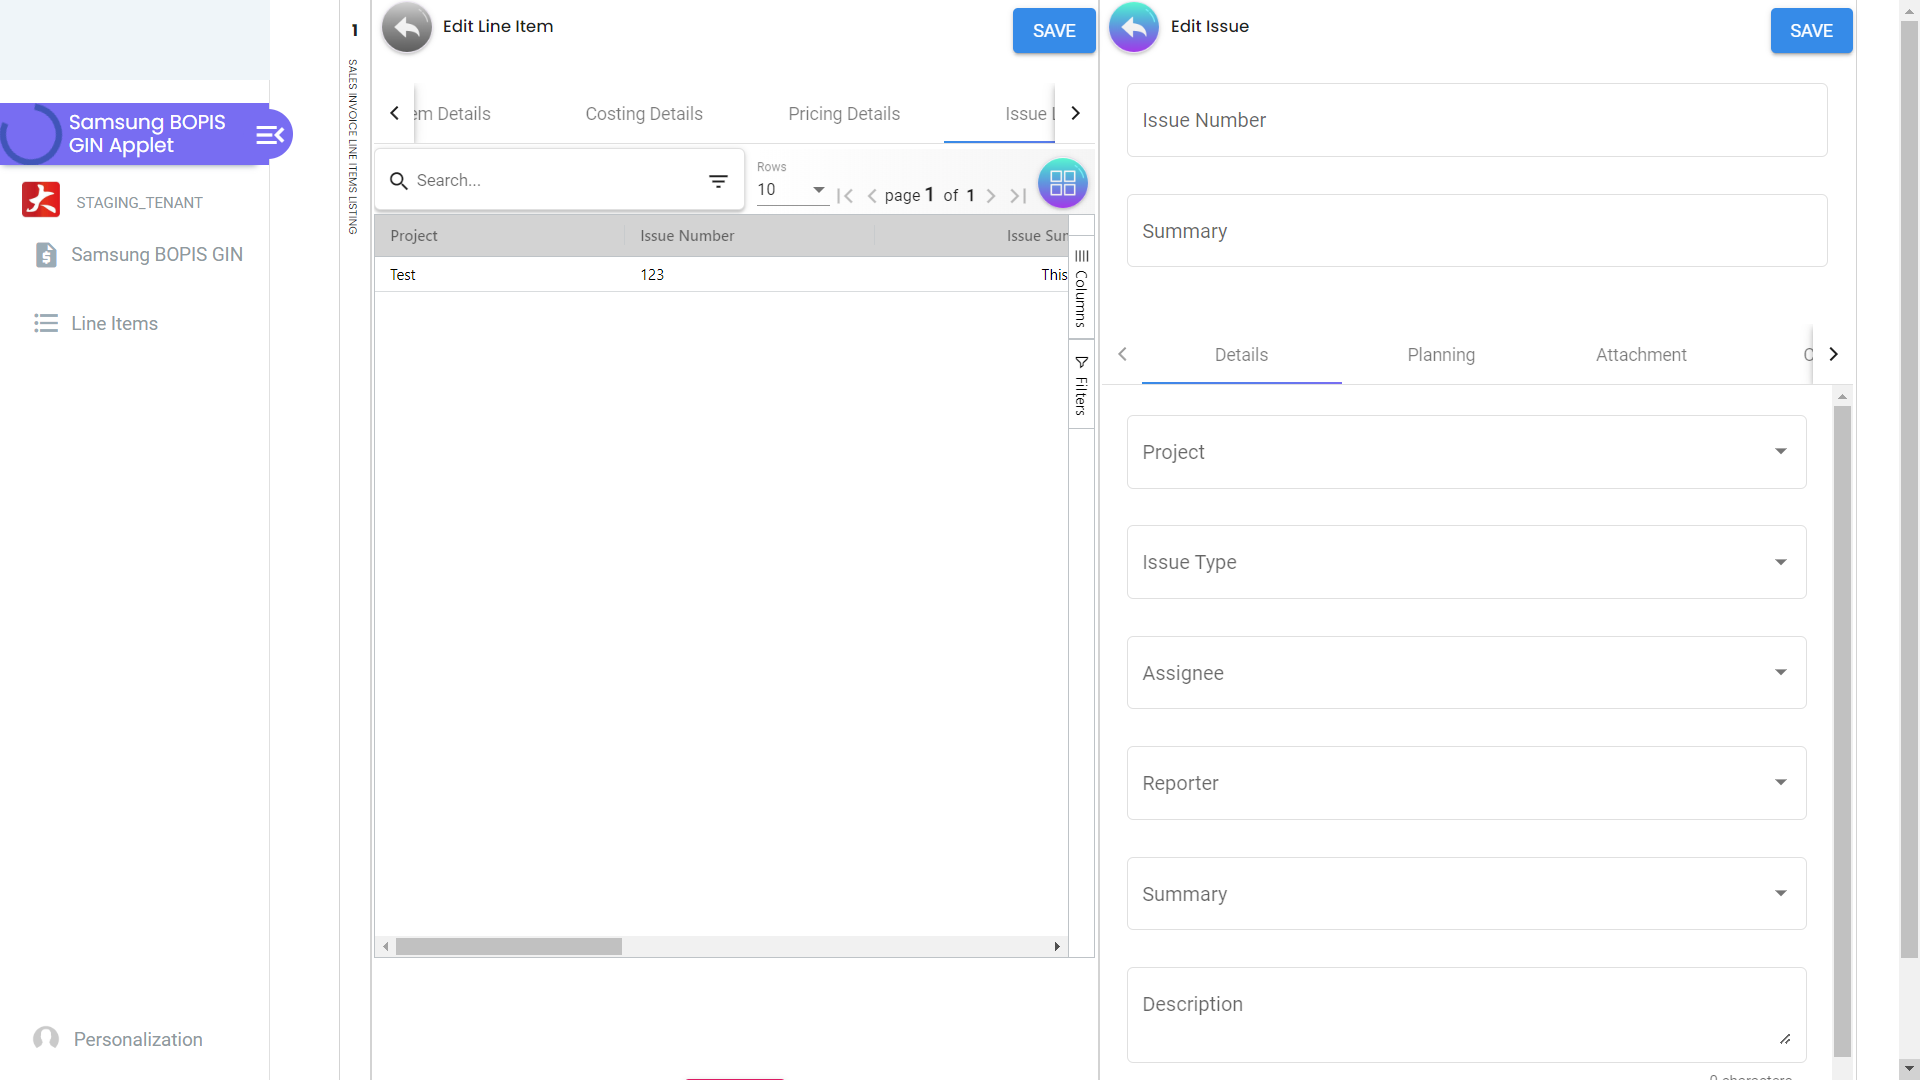 Samsung BOPIS
GIN Applet
STAGING_TENANT
Samsung BOPIS GIN
Line Items
Personalization
1
SALES INVOICE LINE ITEMS LISTING
Edit Line Item
SAVE
em Details
Costing Details
Pricing Details
Issue L
Search...
Rows
10
page 1 of 1
Project
Issue Number
Issue Sum
Test
123
This
Columns
Filters
Edit Issue
SAVE
Issue Number
Summary
Details
Planning
Attachment
C
Project
Issue Type
Assignee
Reporter
Summary
Description
0 characters